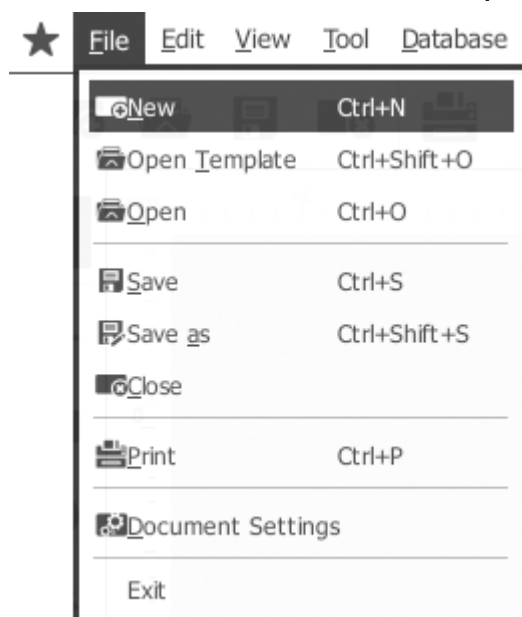 File Edit View Tool Database
New Ctrl+N
Open Template Ctrl+Shift+O
Open Ctrl+O
Save Ctrl+S
Save as Ctrl+Shift+S
Close
Print Ctrl+P
Document Settings
Exit